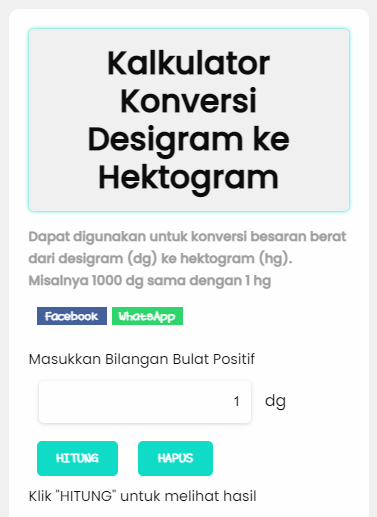 Kalkulator
Konversi
Desigram ke
Hektogram
Dapat digunakan untuk konversi besaran berat
dari desigram (dg) ke hektogram (hg).
Misalnya 1000 dg sama dengan 1 hg
Facebook WhatsApp
Masukkan Bilangan Bulat Positif
1 dg
HITUNG HAPUS
Klik "HITUNG" untuk melihat hasil